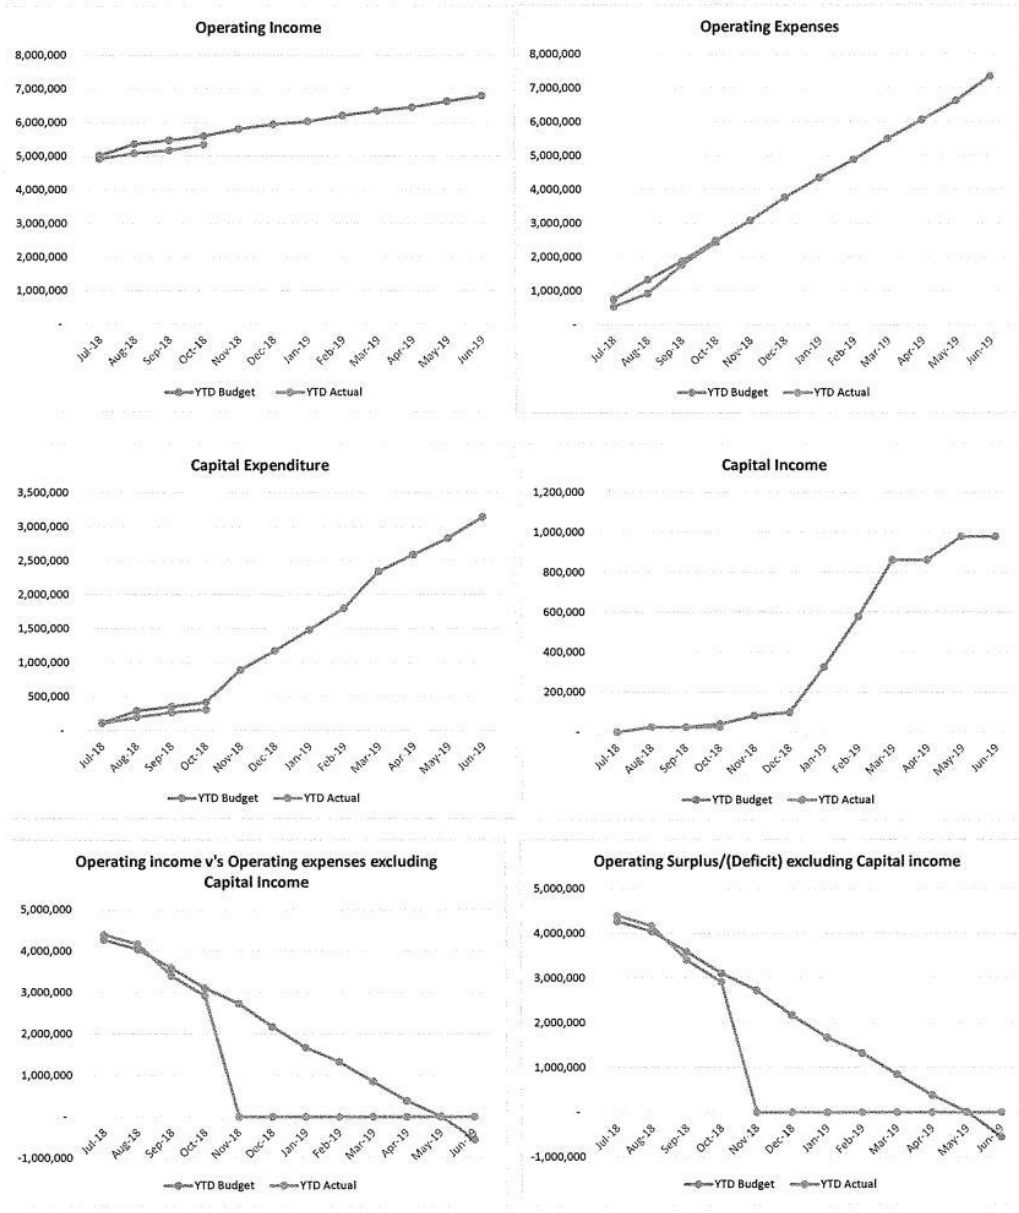 Operating Income
8,000,000
7,000,000
6,000,000
5,000,000
4,000,000
3,000,000
2,000,000
1,000,000
-
Jul-18 Aug-18 Sep-18 Oct-18 Nov-18 Dec-18 Jan-19 Feb-19 Mar-19 Apr-19 May-19 Jun-19
YTD Budget YTD Actual
Operating Expenses
8,000,000
7,000,000
6,000,000
5,000,000
4,000,000
3,000,000
2,000,000
1,000,000
-
Jul-18 Aug-18 Sep-18 Oct-18 Nov-18 Dec-18 Jan-19 Feb-19 Mar-19 Apr-19 May-19 Jun-19
YTD Budget YTD Actual
Capital Expenditure
3,500,000
3,000,000
2,500,000
2,000,000
1,500,000
1,000,000
500,000
-
Jul-18 Aug-18 Sep-18 Oct-18 Nov-18 Dec-18 Jan-19 Feb-19 Mar-19 Apr-19 May-19 Jun-19
YTD Budget YTD Actual
Capital Income
1,200,000
1,000,000
800,000
600,000
400,000
200,000
-
Jul-18 Aug-18 Sep-18 Oct-18 Nov-18 Dec-18 Jan-19 Feb-19 Mar-19 Apr-19 May-19 Jun-19
YTD Budget YTD Actual
Operating income v's Operating expenses excluding
Capital Income
5,000,000
4,000,000
3,000,000
2,000,000
1,000,000
-
-1,000,000
Jul-18 Aug-18 Sep-18 Oct-18 Nov-18 Dec-18 Jan-19 Feb-19 Mar-19 Apr-19 May-19 Jun-19
YTD Budget YTD Actual
Operating Surplus/(Deficit) excluding Capital income
5,000,000
4,000,000
3,000,000
2,000,000
1,000,000
-
-1,000,000
Jul-18 Aug-18 Sep-18 Oct-18 Nov-18 Dec-18 Jan-19 Feb-19 Mar-19 Apr-19 May-19 Jun-19
YTD Budget YTD Actual